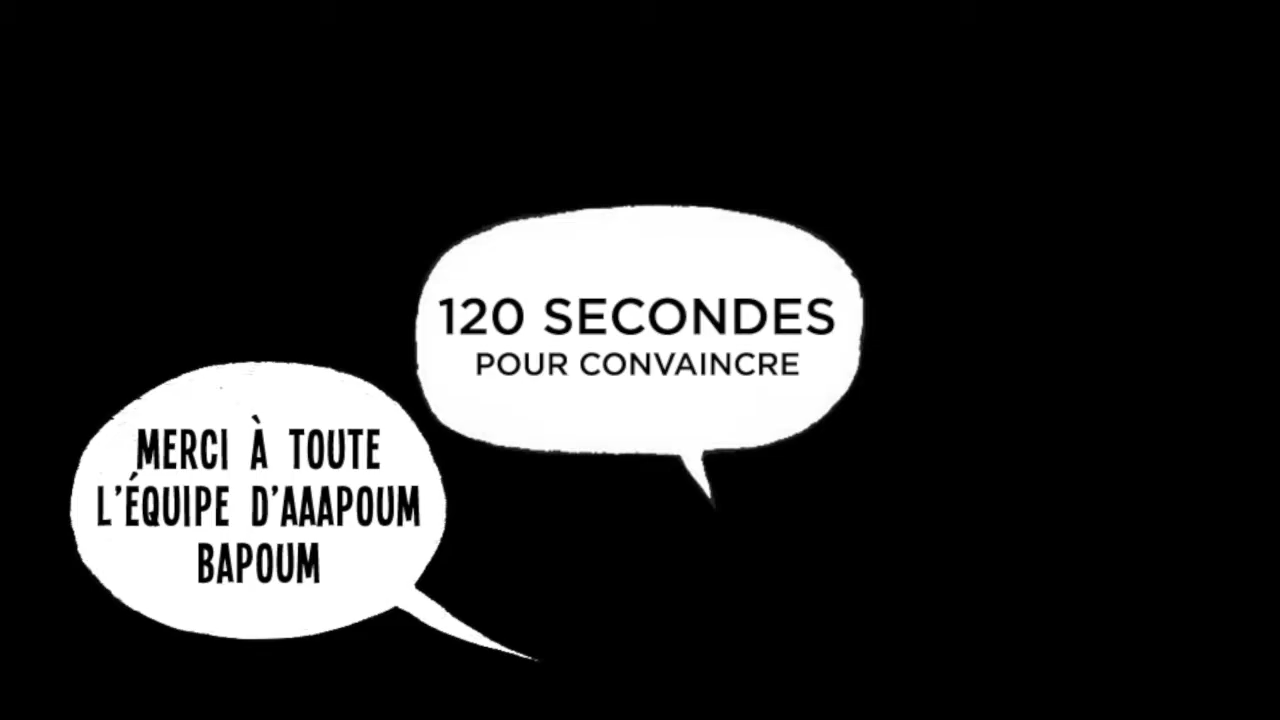 120 SECONDES
POUR CONVAINCRE
MERCI À TOUTE
L'ÉQUIPE D'AAAPOUM
BAPOUM